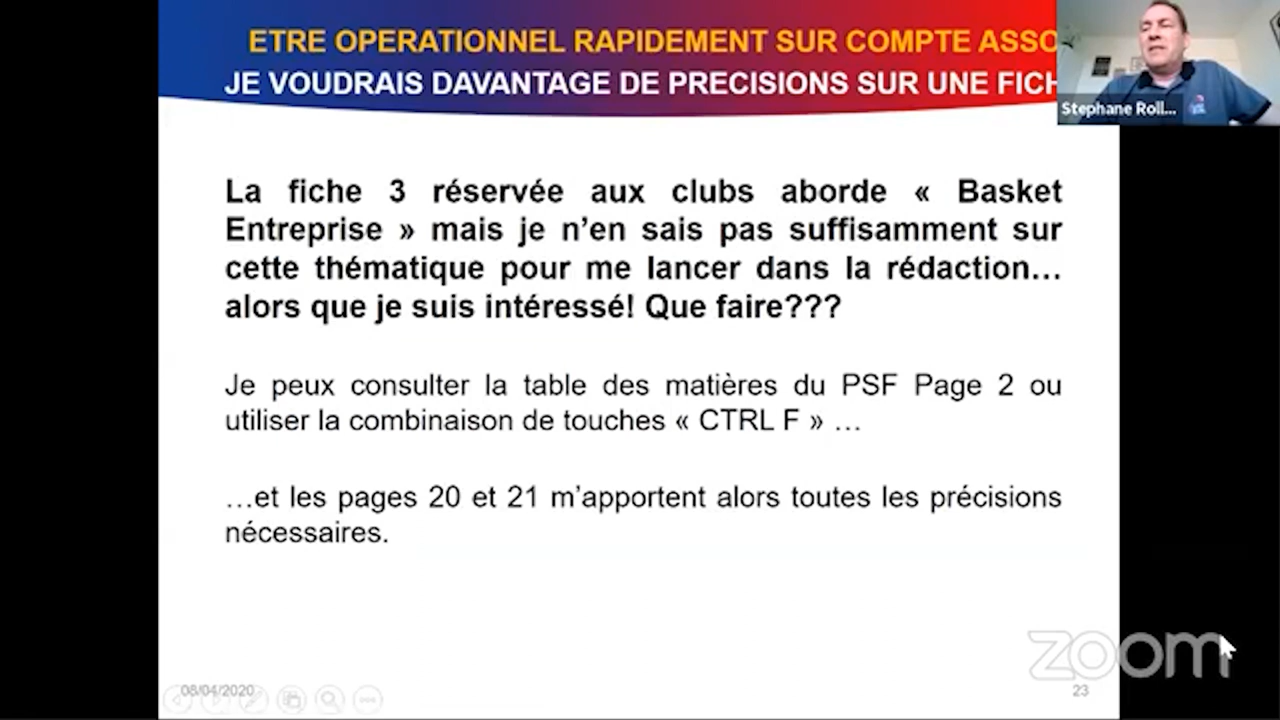 ETRE OPERATIONNEL RAPIDEMENT SUR COMPTE ASSO
JE VOUDRAIS DAVANTAGE DE PRECISIONS SUR UNE FICH
Stephane Roll...
La fiche 3 réservée aux clubs aborde « Basket
Entreprise » mais je n’en sais pas suffisamment sur
cette thématique pour me lancer dans la rédaction…
alors que je suis intéressé! Que faire???
Je peux consulter la table des matières du PSF Page 2 ou
utiliser la combinaison de touches « CTRL F » …
…et les pages 20 et 21 m’apportent alors toutes les précisions
nécessaires.
zoom
08/04/2020
23